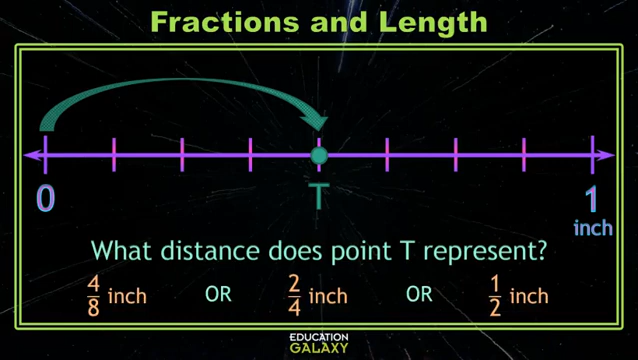 Fractions and Length
0 T 1
inch
What distance does point T represent?
4/8 inch OR 2/4 inch OR 1/2 inch
EDUCATION
GALAXY